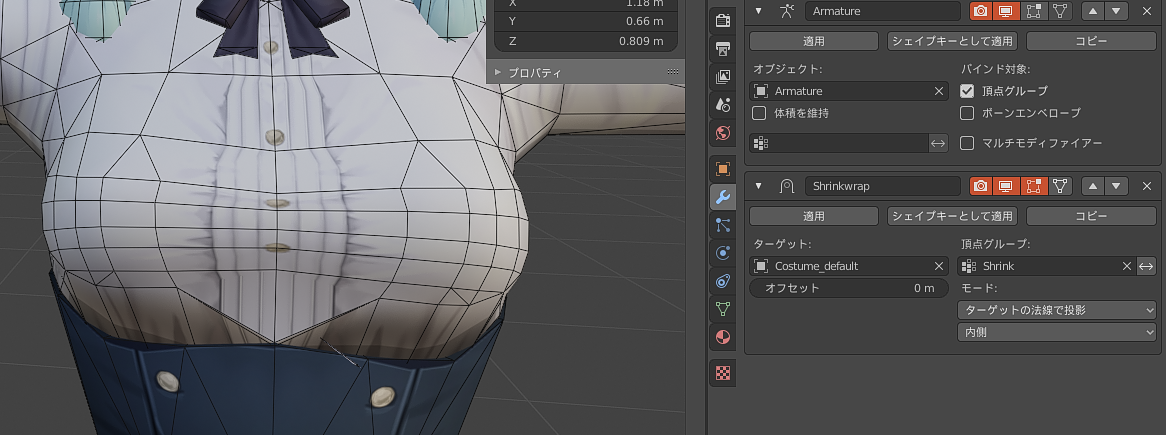 X 1.18 m
Y 0.66 m
Z 0.809 m
プロパティ
Armature
適用 シェイプキーとして適用 コピー
オブジェクト: バインド対象:
Armature 頂点グループ
体積を維持 ボーンエンベロープ
マルチモディファイアー
Shrinkwrap
適用 シェイプキーとして適用 コピー
ターゲット: 頂点グループ:
Costume_default Shrink
オフセット 0 m モード:
ターゲットの法線で投影
内側